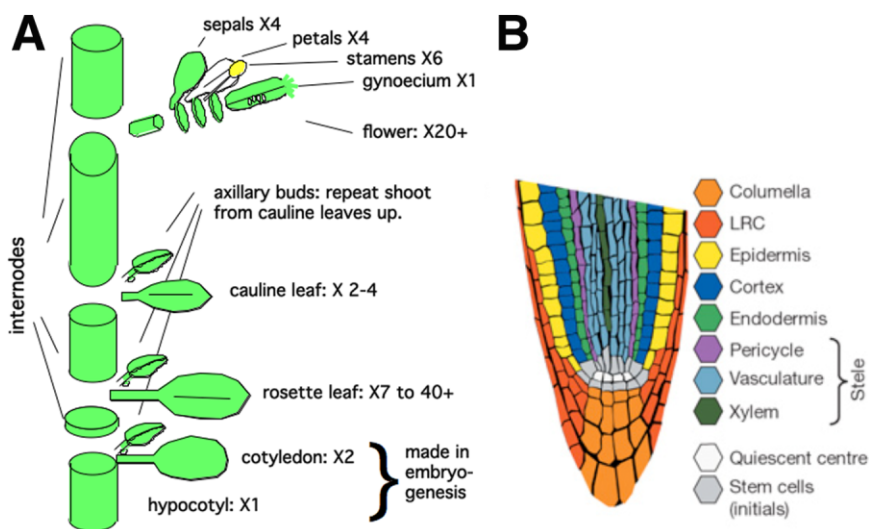 A
sepals X4
petals X4
stamens X6
gynoecium X1
flower: X20+
axillary buds: repeat shoot
from cauline leaves up.
internodes
cauline leaf: X 2-4
rosette leaf: X7 to 40+
cotyledon: X2
hypocotyl: X1
made in
embryo-
genesis
B
Columella
LRC
Epidermis
Cortex
Endodermis
Pericycle
Vasculature
Xylem
Stele
Quiescent centre
Stem cells
(initials)